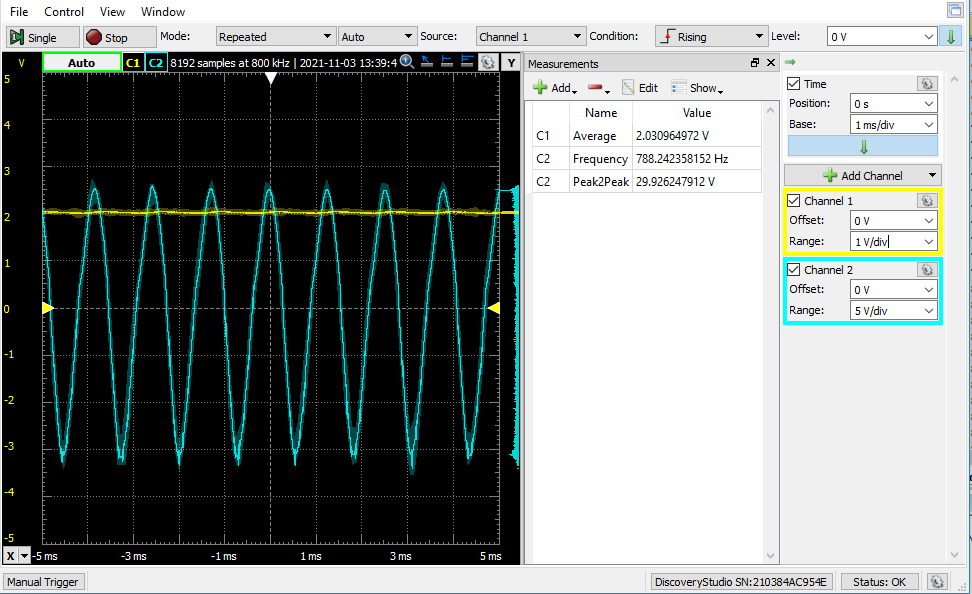 File Control View Window
Single Stop Mode: Repeated Auto Source: Channel 1 Condition: Rising Level: 0 V
V Auto C1 C2 8192 samples at 800 kHz | 2021-11-03 13:39:4 Y
Measurements
Add Edit Show
Name Value
C1 Average 2.030964972 V
C2 Frequency 788.242358152 Hz
C2 Peak2Peak 29.926247912 V
Time
Position: 0 s
Base: 1 ms/div
Add Channel
Channel 1
Offset: 0 V
Range: 1 V/div
Channel 2
Offset: 0 V
Range: 5 V/div
5
4
3
2
1
0
-1
-2
-3
-4
-5
X -5 ms -3 ms -1 ms 1 ms 3 ms 5 ms
Manual Trigger DiscoveryStudio SN:210384AC954E Status: OK